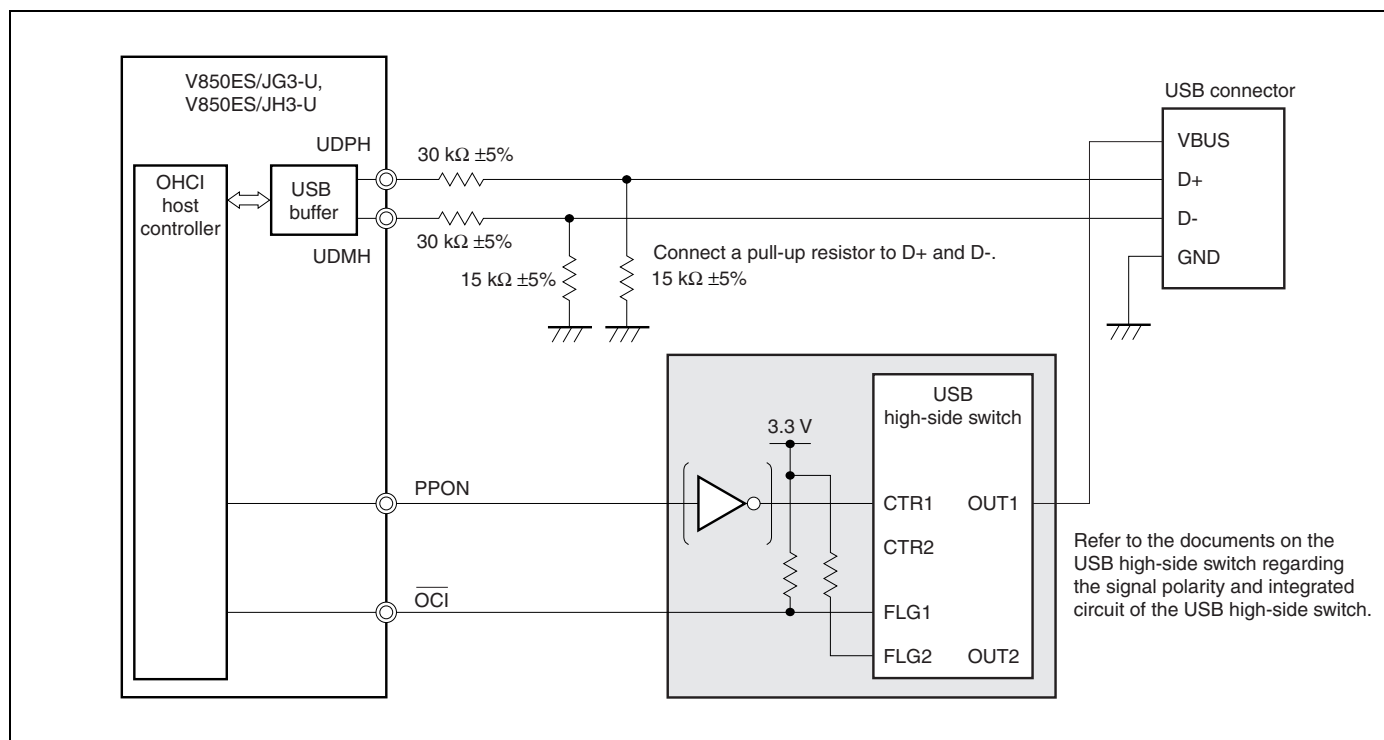 V850ES/JG3-U,
V850ES/JH3-U
USB connector
UDPH
VBUS
30 kΩ ±5%
OHCI
host
controller
USB
buffer
D+
D-
UDMH
30 kΩ ±5%
Connect a pull-up resistor to D+ and D-.
GND
15 kΩ ±5%
15 kΩ ±5%
USB
high-side switch
3.3 V
PPON
CTR1
OUT1
CTR2
Refer to the documents on the
USB high-side switch regarding
the signal polarity and integrated
circuit of the USB high-side switch.
OCI
FLG1
FLG2
OUT2